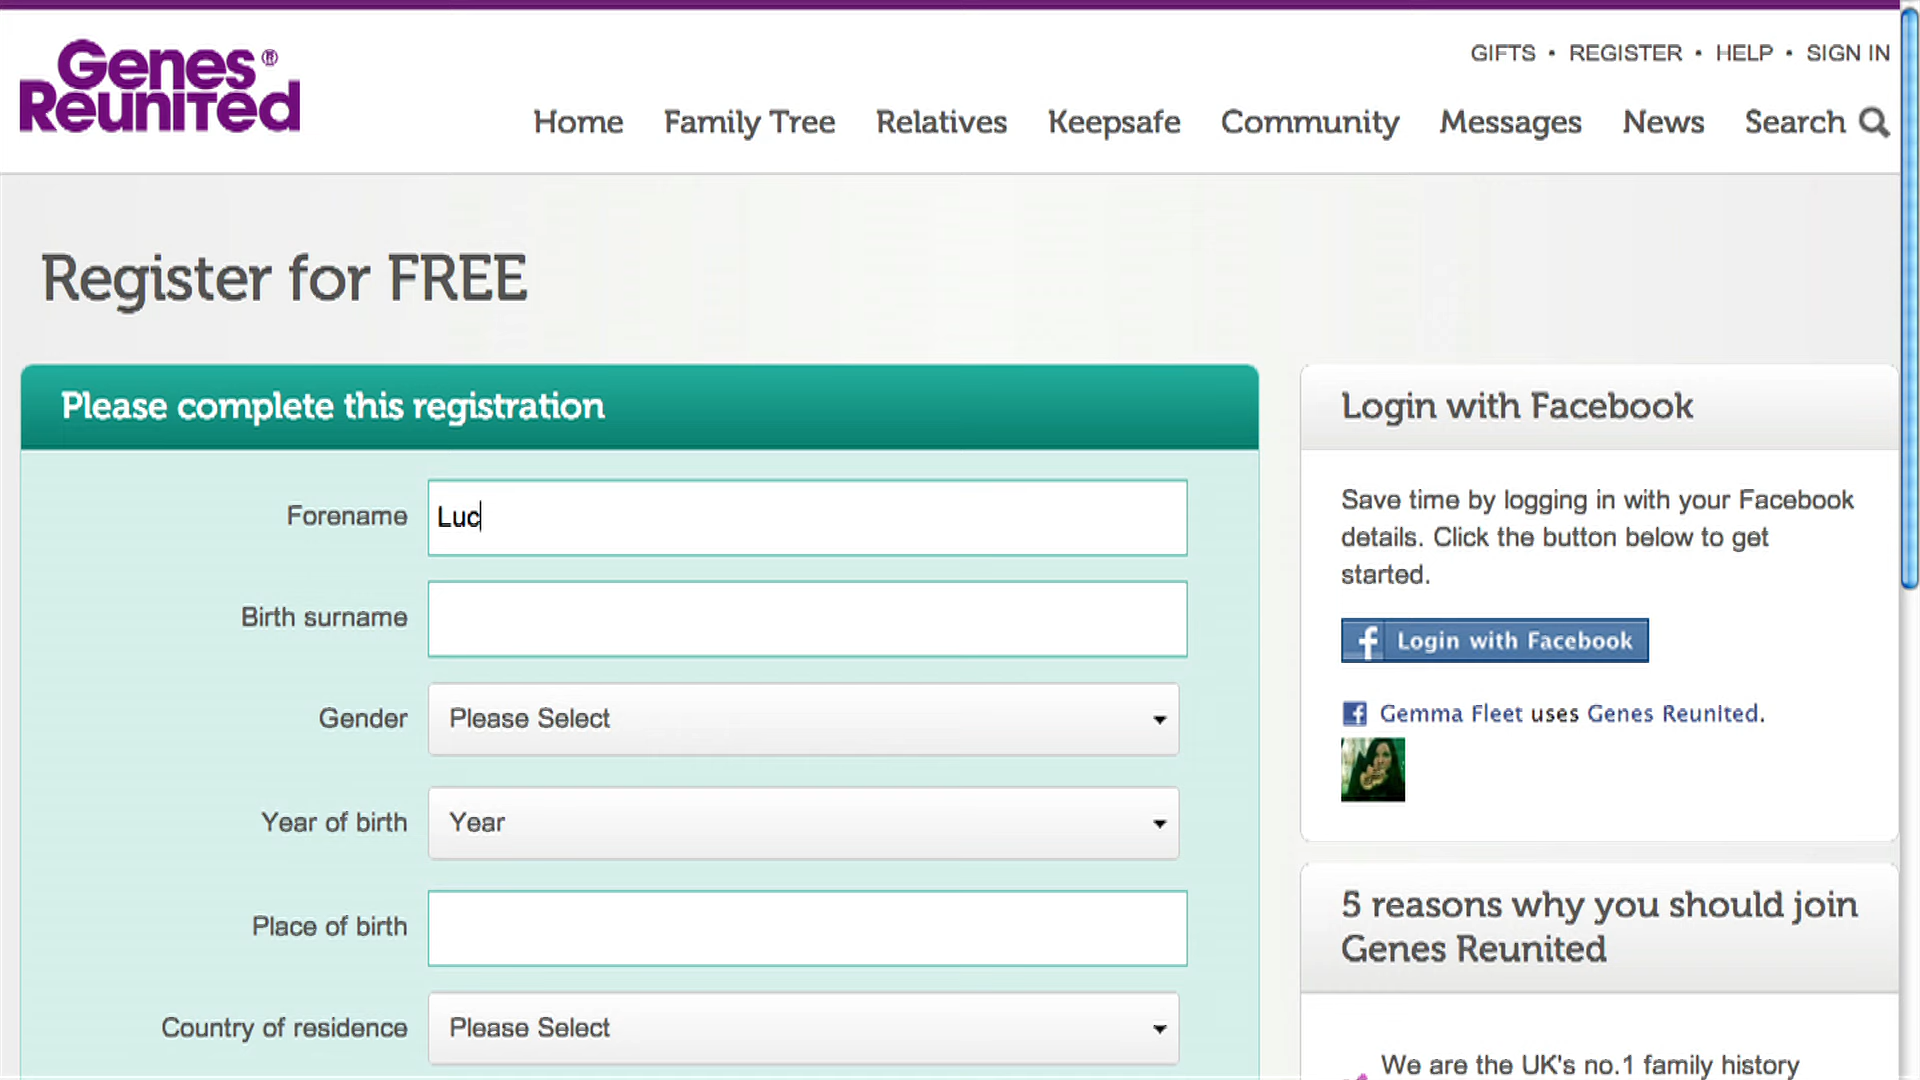 GIFTS • REGISTER • HELP • SIGN IN
Genes®
Reunited
Home Family Tree Relatives Keepsafe Community Messages News Search
Register for FREE
Please complete this registration
Forename Luc
Birth surname
Gender Please Select
Year of birth Year
Place of birth
Country of residence Please Select
Login with Facebook
Save time by logging in with your Facebook
details. Click the button below to get
started.
f Login with Facebook
f Gemma Fleet uses Genes Reunited.
5 reasons why you should join
Genes Reunited
We are the UK's no.1 family history